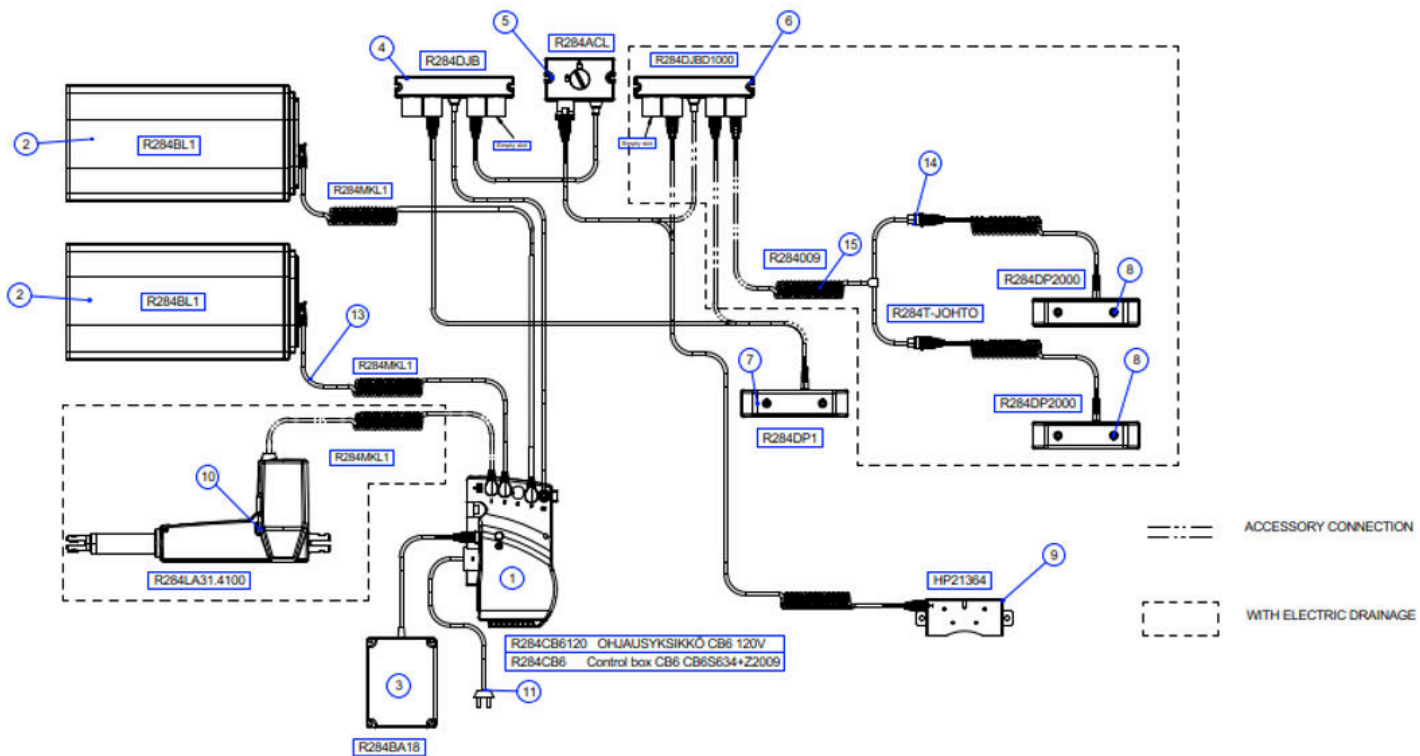 5
6
4
R284ACL
R284DJB
R284DJBD1000
2
R284BL1
Empty slot
Empty slot
14
R284MKL1
15
R284009
R284DP2000
8
2
R284BL1
R284T-JOHTO
13
R284MKL1
7
R284DP2000
8
R284DP1
R284MKL1
10
ACCESSORY CONNECTION
9
R284LA31.4100
1
HP21364
WITH ELECTRIC DRAINAGE
R284CB6120 OHJAUSYKSIKKÖ CB6 120V
R284CB6 Control box CB6 CB6S634+Z2009
3
11
R284BA18